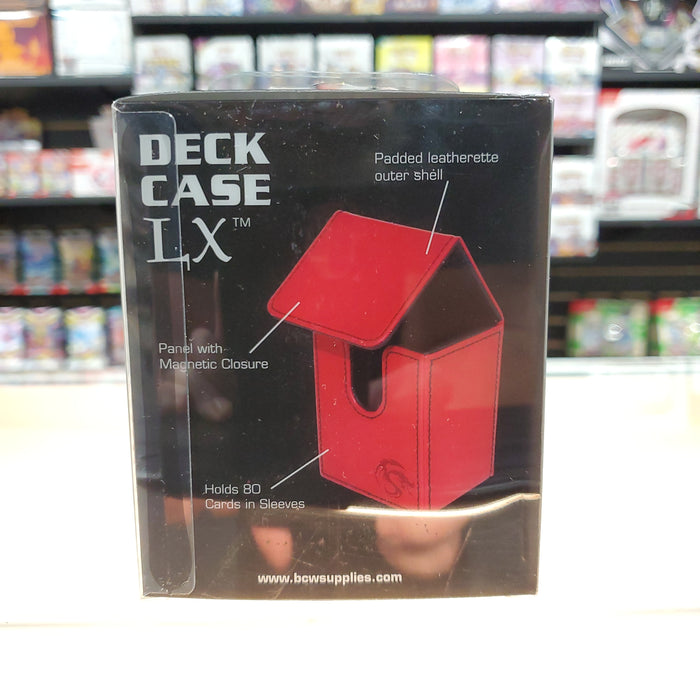 DECK
CASE
LX™
Padded leatherette
outer shell
Panel with
Magnetic Closure
Holds 80
Cards in Sleeves
www.bcwsupplies.com